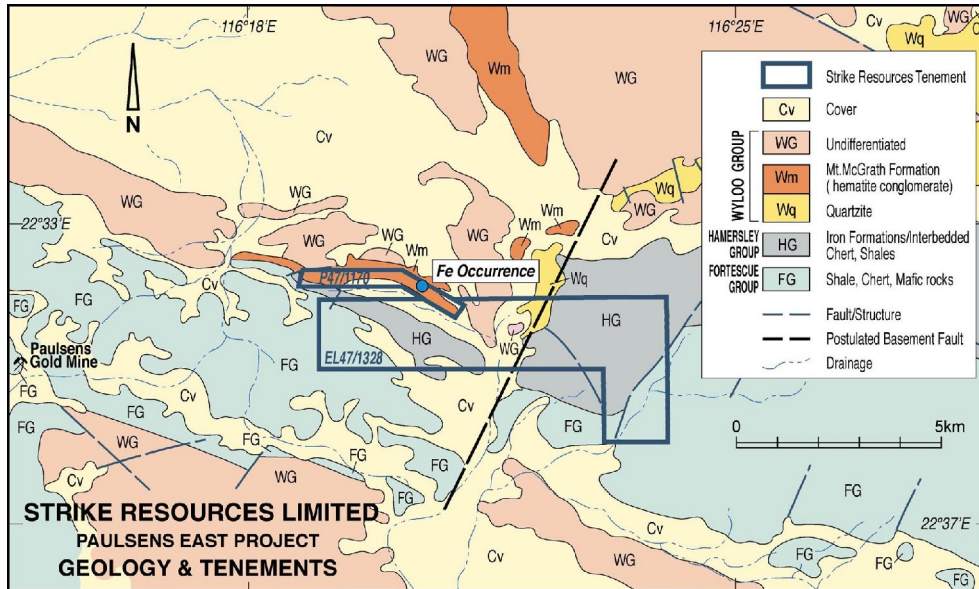 116°18'E
116°25'E
Cv
Wq
WG
WG
WG
Wm
WG
Wq
Cv
N
WG
WG
Wq
WG
22°33'E
WG
WG
Wm
Wm
Wm
Cv
Cv
FG
P47/1170
Fe Occurrence
Wq
HG
HG
WG
EL47/1328
FG
FG
Paulsens
Gold Mine
FG
FG
Cv
FG
FG
Cv
FG
WG
FG
FG
FG
FG
Cv
FG
22°37'E
Cv
WG
FG
FG
Strike Resources Tenement
Cv Cover
WYLOO GROUP
WG Undifferentiated
Wm Mt.McGrath Formation
( hematite conglomerate)
Wq Quartzite
HAMERSLEY
GROUP
HG Iron Formations/Interbedded
Chert, Shales
FORTESCUE
GROUP
FG Shale, Chert, Mafic rocks
Fault/Structure
Postulated Basement Fault
Drainage
0 5km
STRIKE RESOURCES LIMITED
PAULSENS EAST PROJECT
GEOLOGY & TENEMENTS